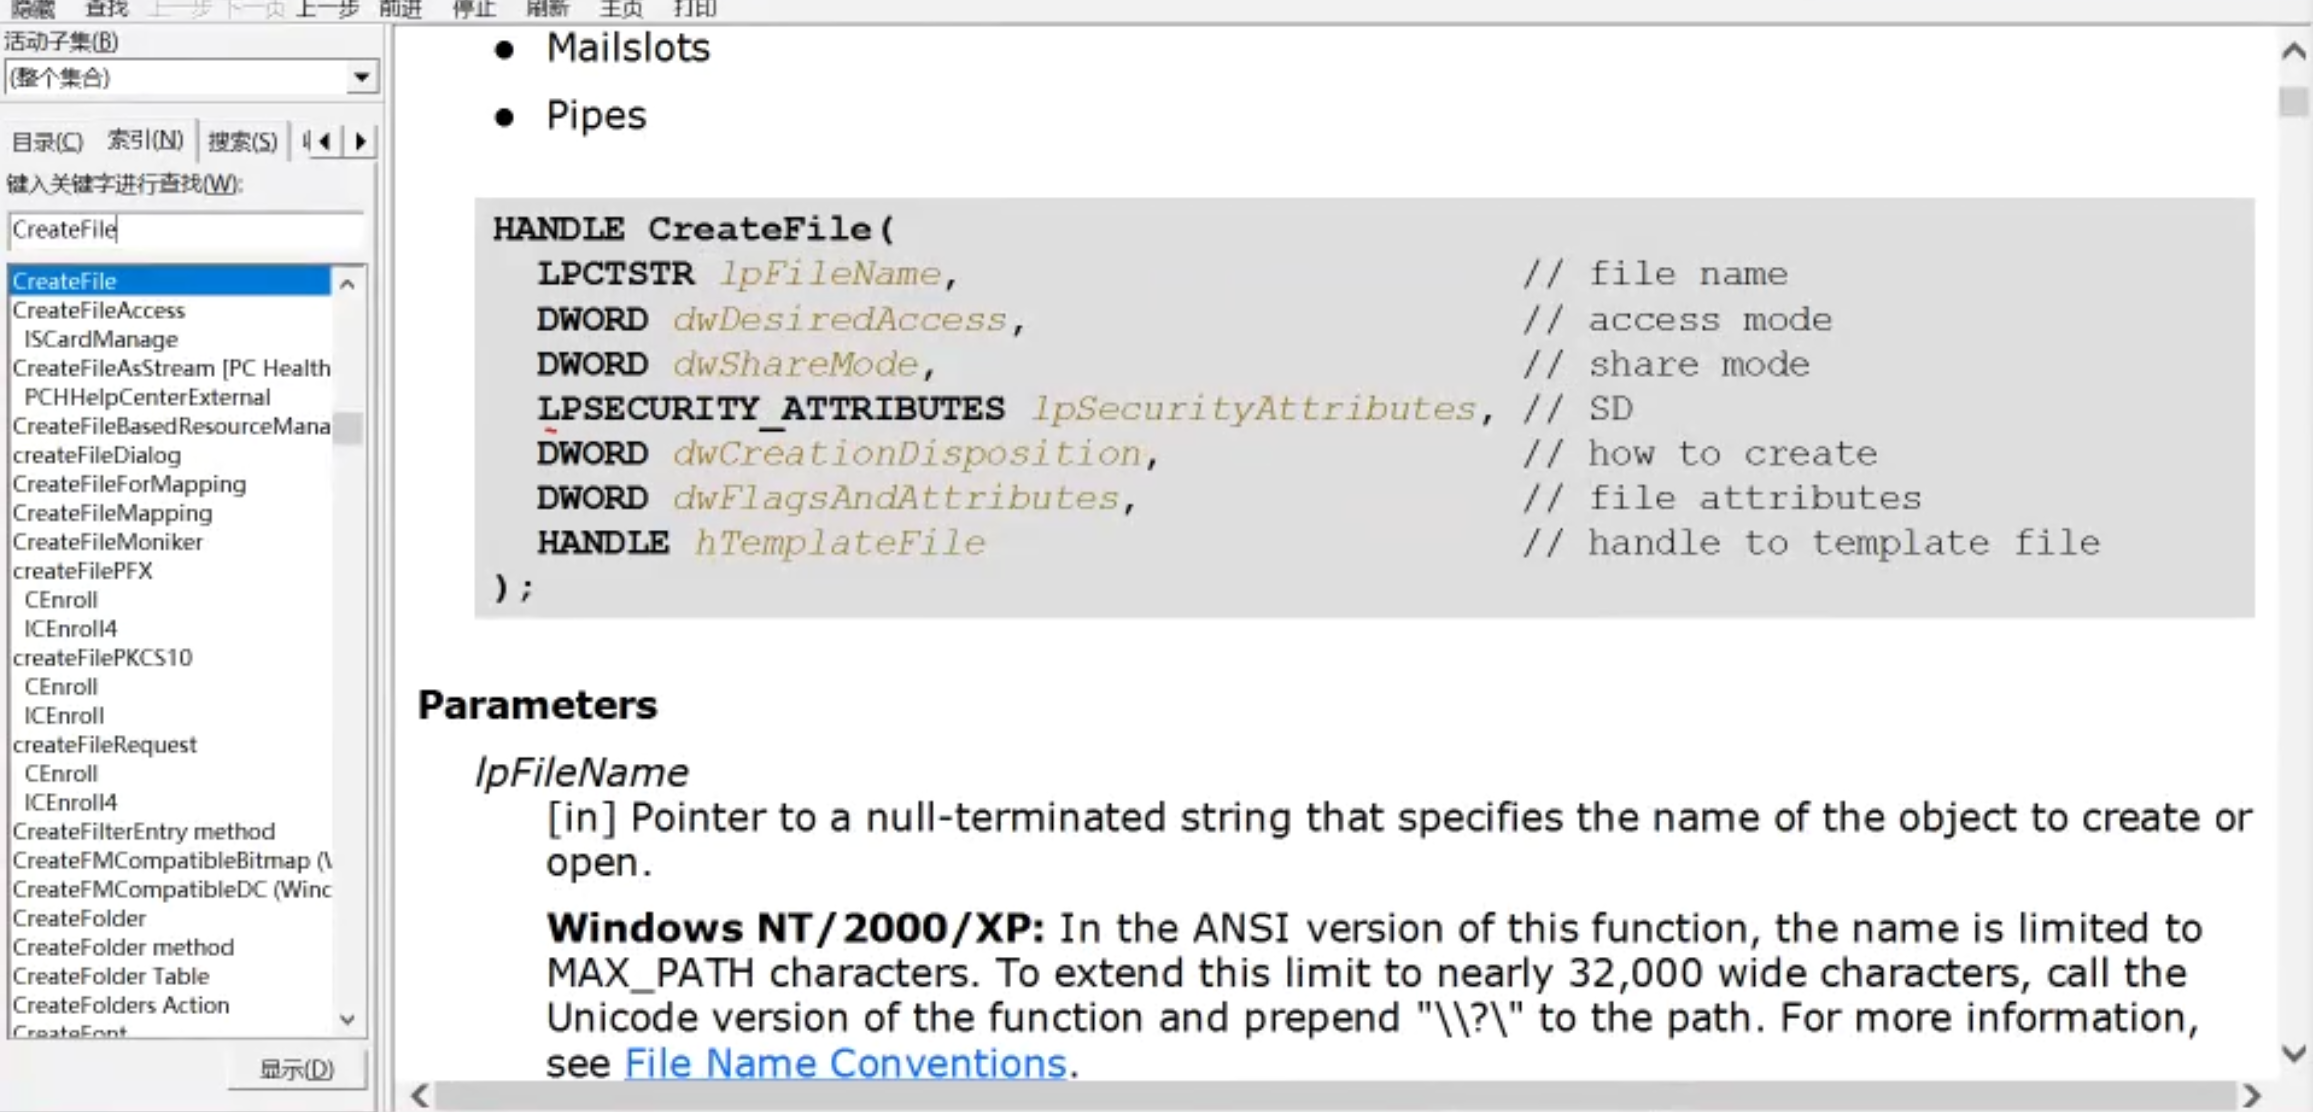 隐藏 查找 上一步 下一页 上一步 前进 停止 刷新 主页 打印
活动子集(B)
(整个集合)
目录(C) 索引(N) 搜索(S)
键入关键字进行查找(W):
CreateFile
CreateFile
CreateFileAccess
ISCardManage
CreateFileAsStream [PC Health
PCHHelpCenterExternal
CreateFileBasedResourceMana
createFileDialog
CreateFileForMapping
CreateFileMapping
CreateFileMoniker
createFilePFX
CEnroll
ICEnroll4
createFilePKCS10
CEnroll
ICEnroll
createFileRequest
CEnroll
ICEnroll4
CreateFilterEntry method
CreateFMCompatibleBitmap (\
CreateFMCompatibleDC (Winc
CreateFolder
CreateFolder method
CreateFolder Table
CreateFolders Action
CreateFont
显示(D)
● Mailslots
● Pipes
HANDLE CreateFile(
LPCTSTR lpFileName, // file name
DWORD dwDesiredAccess, // access mode
DWORD dwShareMode, // share mode
LPSECURITY_ATTRIBUTES lpSecurityAttributes, // SD
DWORD dwCreationDisposition, // how to create
DWORD dwFlagsAndAttributes, // file attributes
HANDLE hTemplateFile // handle to template file
);
Parameters
lpFileName
[in] Pointer to a null-terminated string that specifies the name of the object to create or
open.
Windows NT/2000/XP: In the ANSI version of this function, the name is limited to
MAX_PATH characters. To extend this limit to nearly 32,000 wide characters, call the
Unicode version of the function and prepend "\\?\" to the path. For more information,
see File Name Conventions.